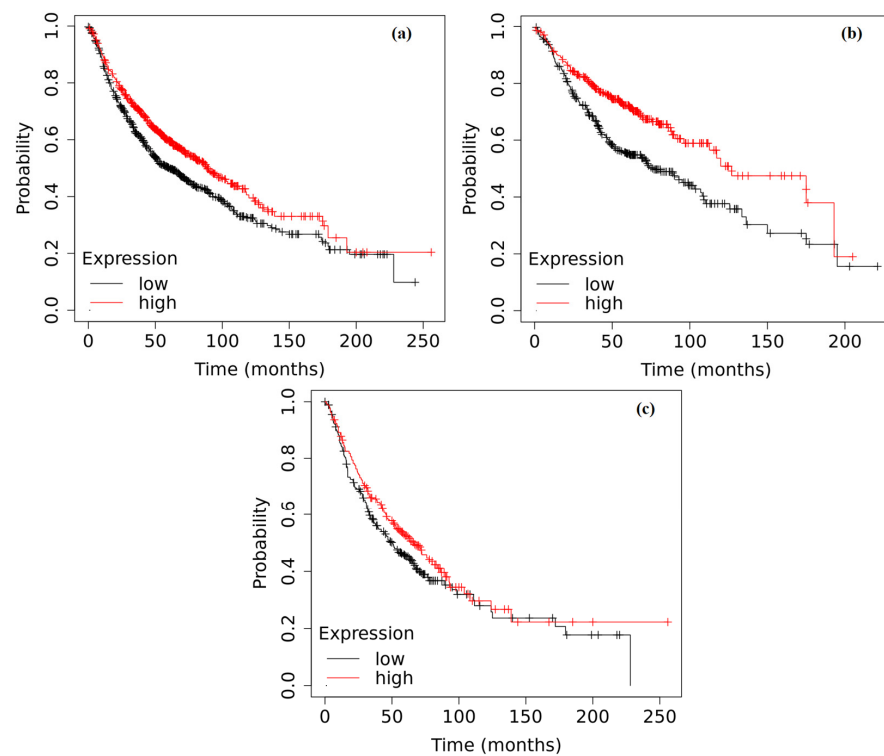 (a)
1.0
0.8
0.6
0.4
0.2
0.0
Probability
Expression
low
high
0 50 100 150 200 250
Time (months)
(b)
1.0
0.8
0.6
0.4
0.2
0.0
Probability
Expression
low
high
0 50 100 150 200
Time (months)
(c)
1.0
0.8
0.6
0.4
0.2
0.0
Probability
Expression
low
high
0 50 100 150 200 250
Time (months)